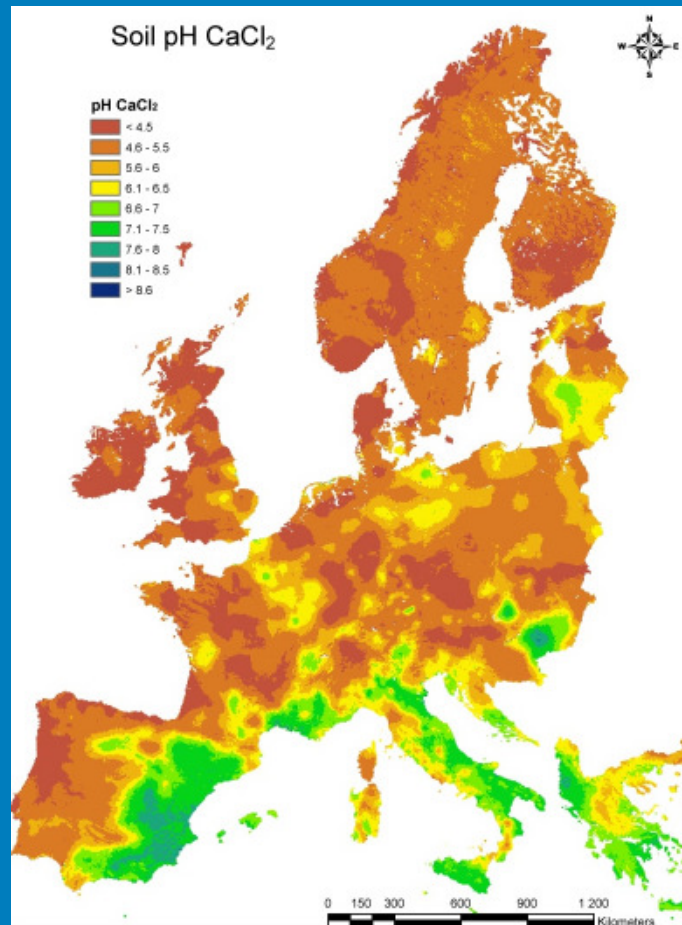 Soil pH CaCl₂
N
W E
S
pH CaCl₂
< 4.5
4.6 - 5.5
5.6 - 6
6.1 - 6.5
6.6 - 7
7.1 - 7.5
7.6 - 8
8.1 - 8.5
> 8.6
0 150 300 600 900 1 200
Kilometers